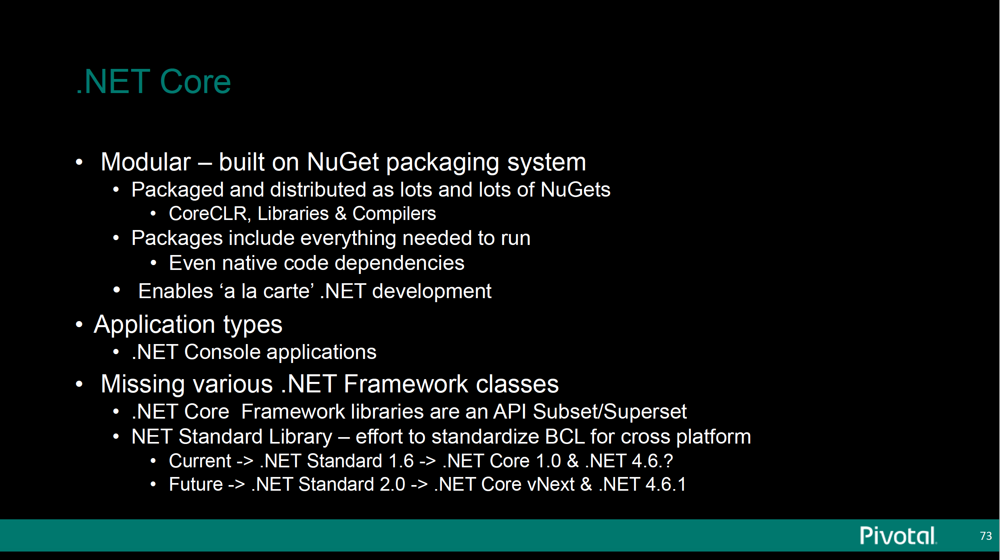 .NET Core
• Modular – built on NuGet packaging system
• Packaged and distributed as lots and lots of NuGets
• CoreCLR, Libraries & Compilers
• Packages include everything needed to run
• Even native code dependencies
• Enables ‘a la carte’ .NET development
• Application types
• .NET Console applications
• Missing various .NET Framework classes
• .NET Core  Framework libraries are an API Subset/Superset
• NET Standard Library – effort to standardize BCL for cross platform
• Current -> .NET Standard 1.6 -> .NET Core 1.0 & .NET 4.6.?
• Future -> .NET Standard 2.0 -> .NET Core vNext & .NET 4.6.1
Pivotal.
73